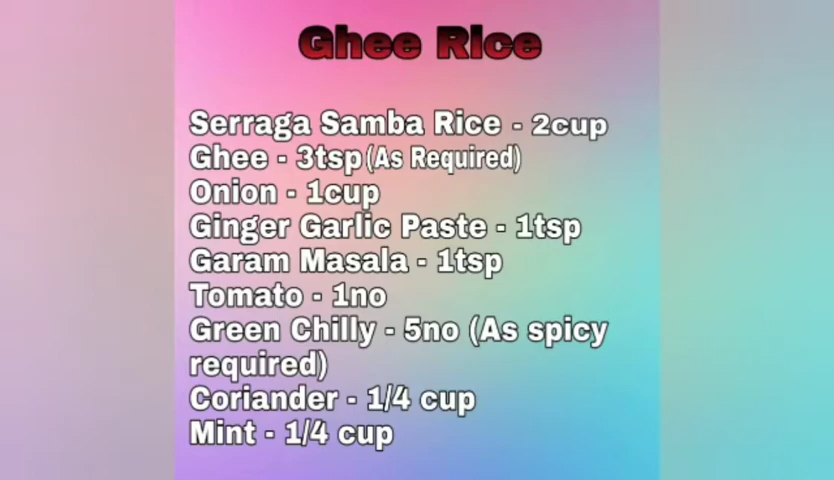 Ghee Rice
Serraga Samba Rice - 2cup
Ghee - 3tsp(As Required)
Onion - 1cup
Ginger Garlic Paste - 1tsp
Garam Masala - 1tsp
Tomato - 1no
Green Chilly - 5no (As spicy
required)
Coriander - 1/4 cup
Mint - 1/4 cup